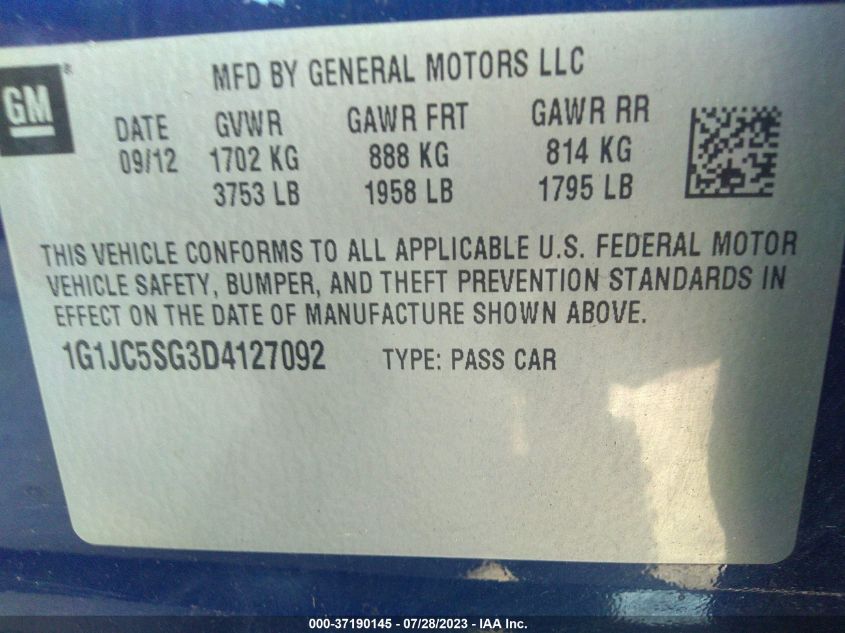 MFD BY GENERAL MOTORS LLC
GM
DATE GVWR GAWR FRT GAWR RR
09/12 1702 KG 888 KG 814 KG
3753 LB 1958 LB 1795 LB
THIS VEHICLE CONFORMS TO ALL APPLICABLE U.S. FEDERAL MOTOR
VEHICLE SAFETY, BUMPER, AND THEFT PREVENTION STANDARDS IN
EFFECT ON THE DATE OF MANUFACTURE SHOWN ABOVE.
1G1JC5SG3D4127092 TYPE: PASS CAR
000-37190145 - 07/28/2023 - IAA Inc.